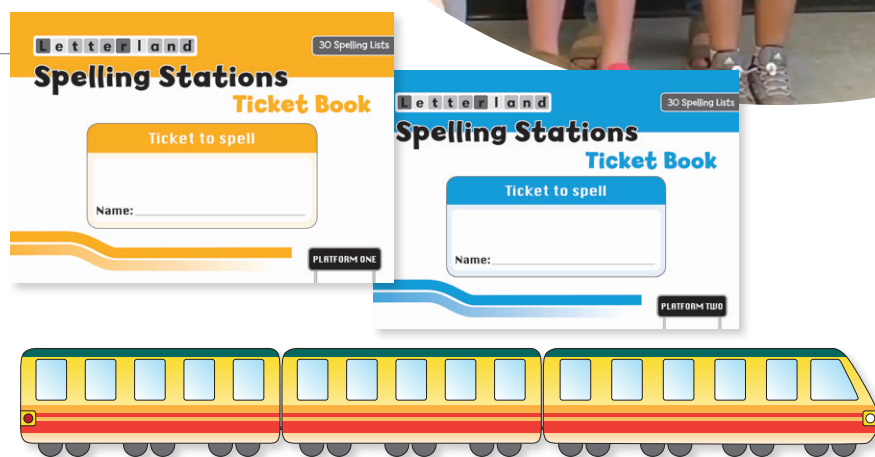 Letterland
30 Spelling Lists
Spelling Stations
Ticket Book
Ticket to spell
Name:
PLATFORM ONE
Letterland
30 Spelling Lists
Spelling Stations
Ticket Book
Ticket to spell
Name:
PLATFORM TWO